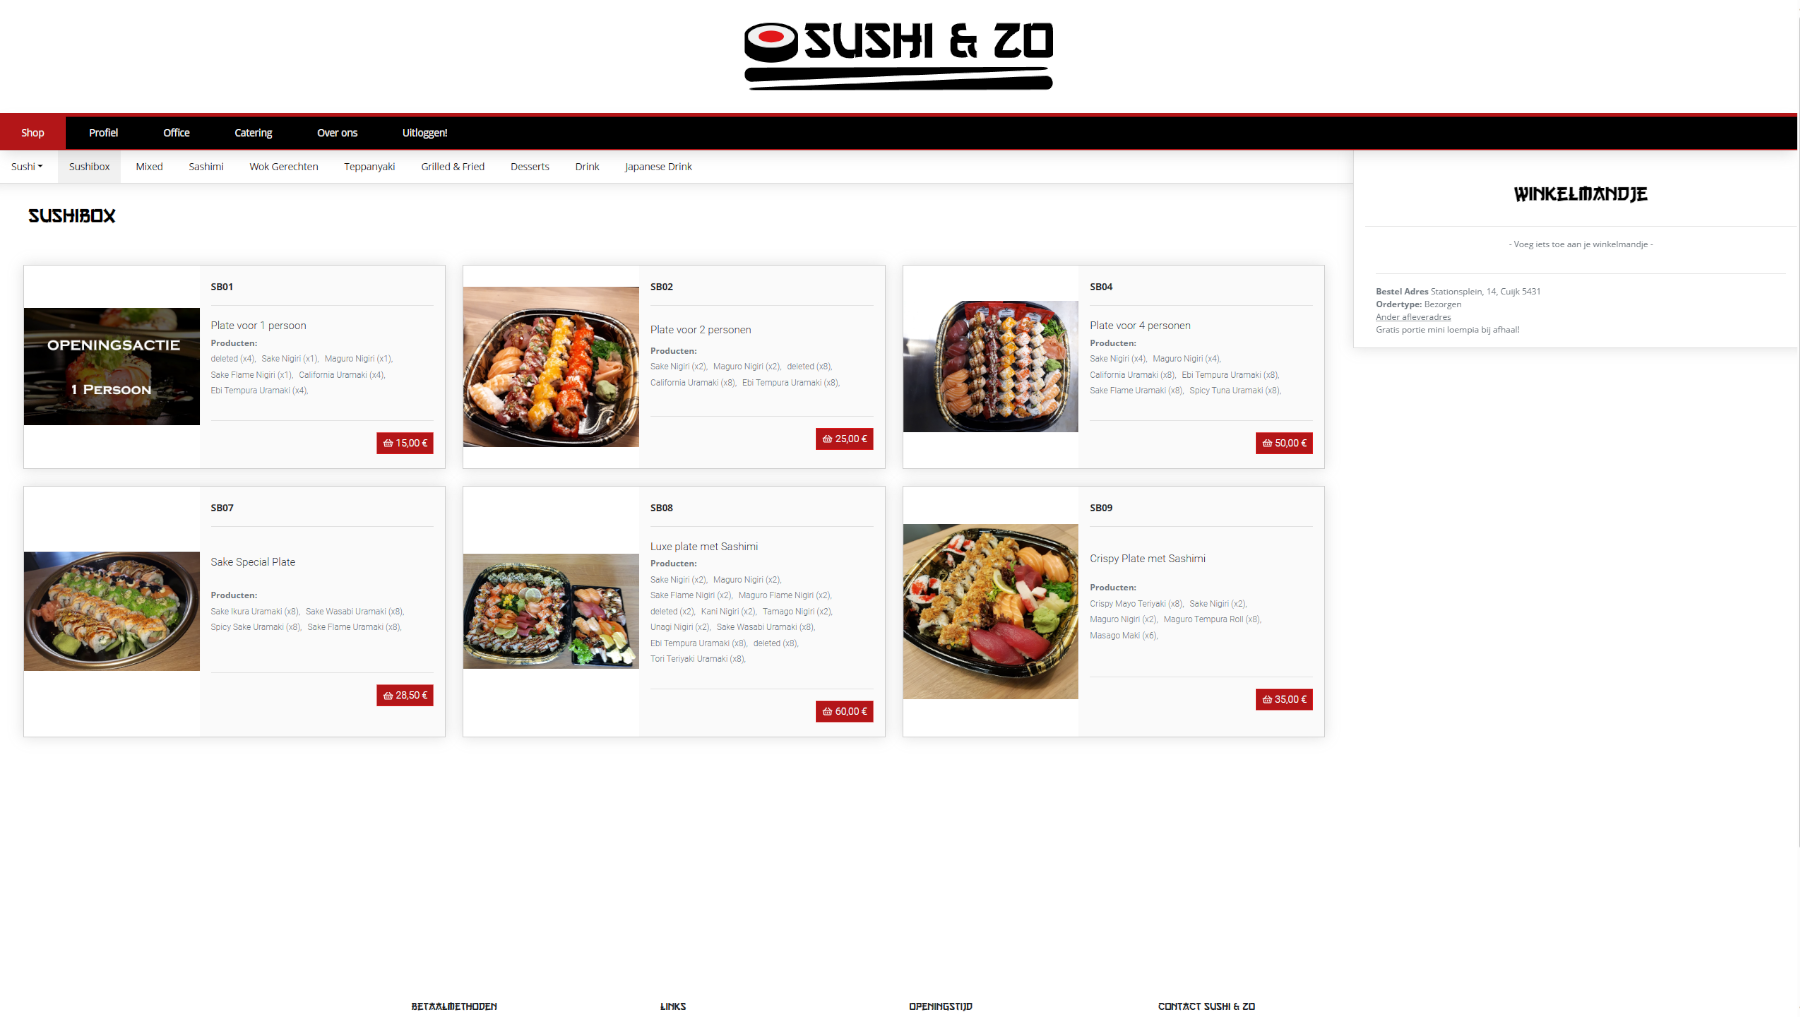 SUSHI & ZO
Shop Profiel Office Catering Over ons Uitloggen!
Sushi Sushibox Mixed Sashimi Wok Gerechten Teppanyaki Grilled & Fried Desserts Drink Japanese Drink
SUSHIBOX
SB01
OPENINGSACTIE
1 PERSOON
Plate voor 1 persoon
Producten:
deleted (x4), Sake Nigiri (x1), Maguro Nigiri (x1),
Sake Flame Nigiri (x1), California Uramaki (x4),
Ebi Tempura Uramaki (x4),
15,00 €
SB02
Plate voor 2 personen
Producten:
Sake Nigiri (x2), Maguro Nigiri (x2), deleted (x8),
California Uramaki (x8), Ebi Tempura Uramaki (x8),
25,00 €
SB04
Plate voor 4 personen
Producten:
Sake Nigiri (x4), Maguro Nigiri (x4),
California Uramaki (x8), Ebi Tempura Uramaki (x8),
Sake Flame Uramaki (x8), Spicy Tuna Uramaki (x8),
50,00 €
SB07
Sake Special Plate
Producten:
Sake Ikura Uramaki (x8), Sake Wasabi Uramaki (x8),
Spicy Sake Uramaki (x8), Sake Flame Uramaki (x8),
28,50 €
SB08
Luxe plate met Sashimi
Producten:
Sake Nigiri (x2), Maguro Nigiri (x2),
Sake Flame Nigiri (x2), Maguro Flame Nigiri (x2),
deleted (x2), Kani Nigiri (x2), Tamago Nigiri (x2),
Unagi Nigiri (x2), Sake Wasabi Uramaki (x8),
Ebi Tempura Uramaki (x8), deleted (x8),
Tori Teriyaki Uramaki (x8),
60,00 €
SB09
Crispy Plate met Sashimi
Producten:
Crispy Mayo Teriyaki (x8), Sake Nigiri (x2),
Maguro Nigiri (x2), Maguro Tempura Roll (x8),
Masago Maki (x6),
35,00 €
WINKELMANDJE
- Voeg iets toe aan je winkelmandje -
Bestel Adres Stationsplein, 14, Cuijk 5431
Ordertype: Bezorgen
Ander afleveradres
Gratis portie mini loempia bij afhaal!
BETAALMETHODEN LINKS OPENINGSTIJD CONTACT SUSHI & ZO